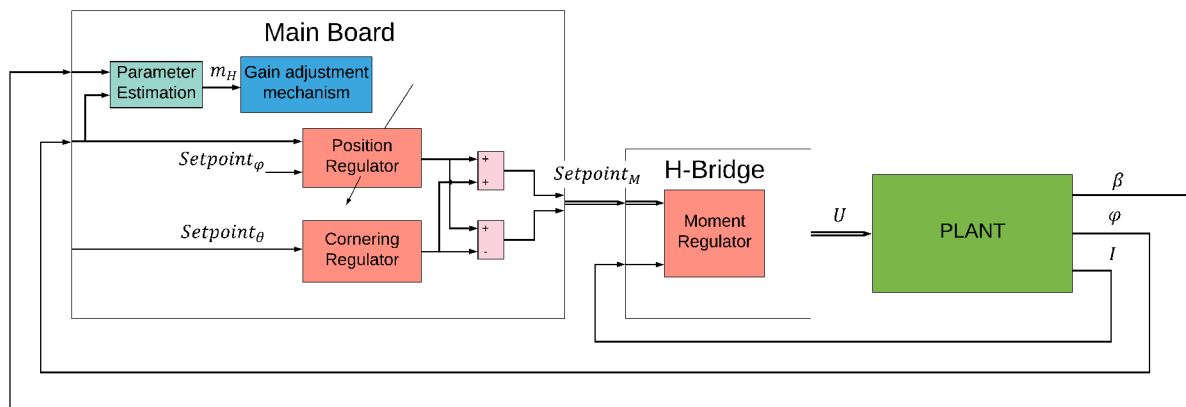 Main Board
Parameter
Estimation
m_H
Gain adjustment
mechanism
Setpoint_φ
Position
Regulator
+
+
Setpoint_θ
Cornering
Regulator
+
-
Setpoint_M
H-Bridge
Moment
Regulator
U
PLANT
β
φ
I